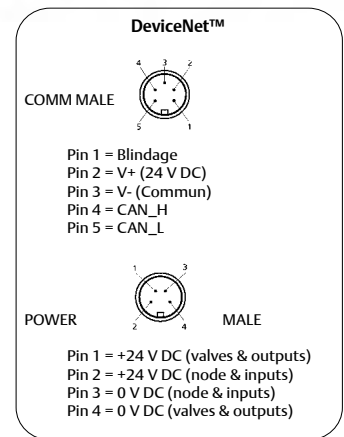 DeviceNet™
4 3 2
COMM MALE
5 1
Pin 1 = Blindage
Pin 2 = V+ (24 V DC)
Pin 3 = V- (Commun)
Pin 4 = CAN_H
Pin 5 = CAN_L
1 3
POWER 2 4 MALE
Pin 1 = +24 V DC (valves & outputs)
Pin 2 = +24 V DC (node & inputs)
Pin 3 = 0 V DC (node & inputs)
Pin 4 = 0 V DC (valves & outputs)